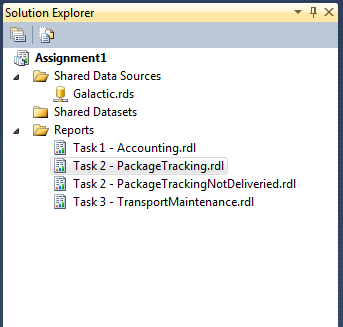 Solution Explorer
Assignment1
Shared Data Sources
Galactic.rds
Shared Datasets
Reports
Task 1 - Accounting.rdl
Task 2 - PackageTracking.rdl
Task 2 - PackageTrackingNotDeliveried.rdl
Task 3 - TransportMaintenance.rdl